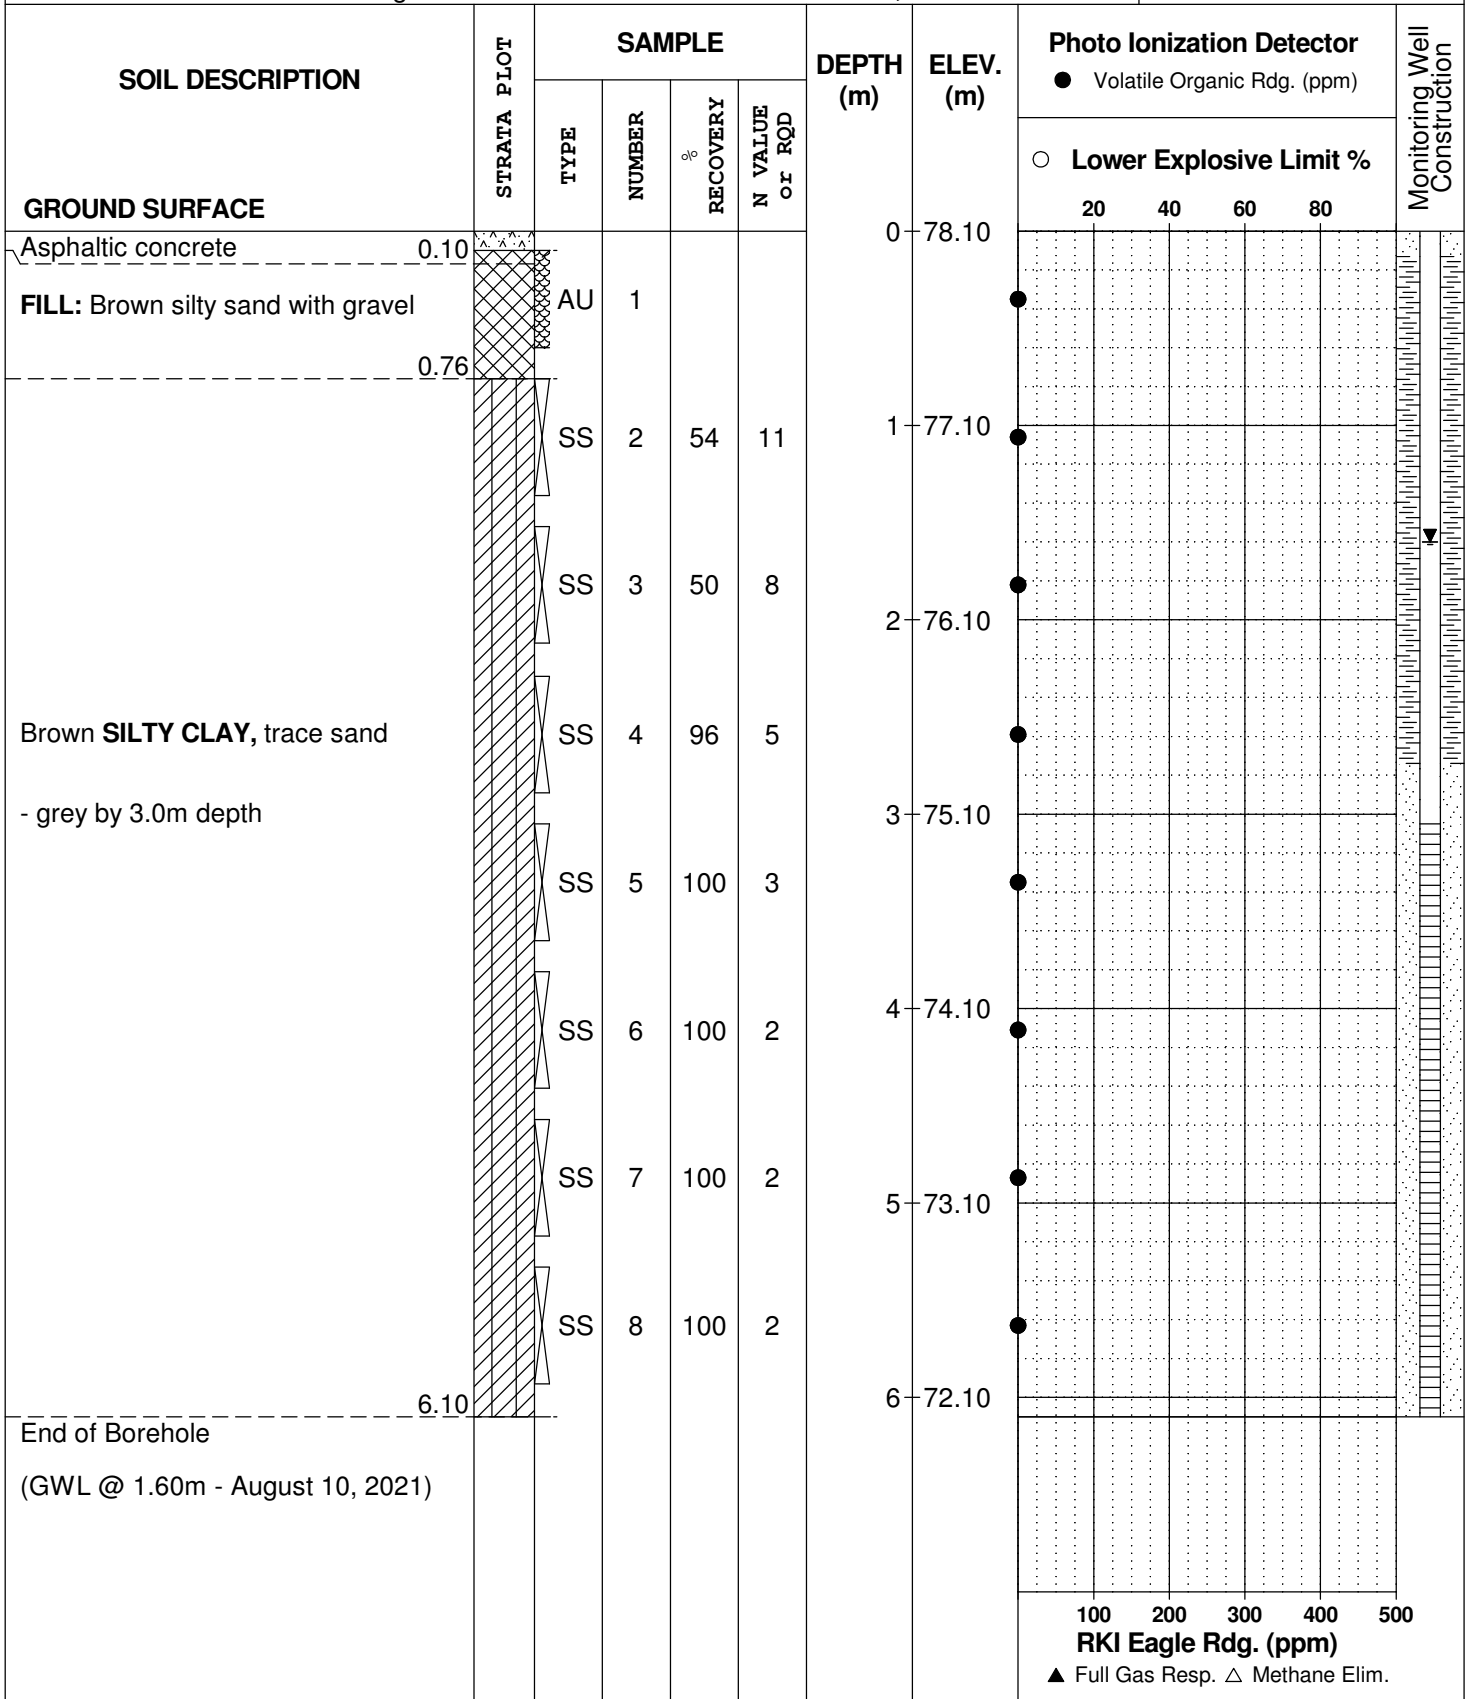 SOIL DESCRIPTION
GROUND SURFACE
STRATA PLOT
SAMPLE
TYPE
NUMBER
% RECOVERY
N VALUE or RQD
DEPTH (m)
ELEV. (m)
Photo Ionization Detector
● Volatile Organic Rdg. (ppm)
○ Lower Explosive Limit %
20 40 60 80
Monitoring Well Construction
0 78.10
Asphaltic concrete 0.10
FILL: Brown silty sand with gravel
AU 1
0.76
SS 2 54 11
1 77.10
SS 3 50 8
2 76.10
Brown SILTY CLAY, trace sand
SS 4 96 5
- grey by 3.0m depth
3 75.10
SS 5 100 3
4 74.10
SS 6 100 2
SS 7 100 2
5 73.10
SS 8 100 2
6 72.10
6.10
End of Borehole
(GWL @ 1.60m - August 10, 2021)
100 200 300 400 500
RKI Eagle Rdg. (ppm)
▲ Full Gas Resp. △ Methane Elim.